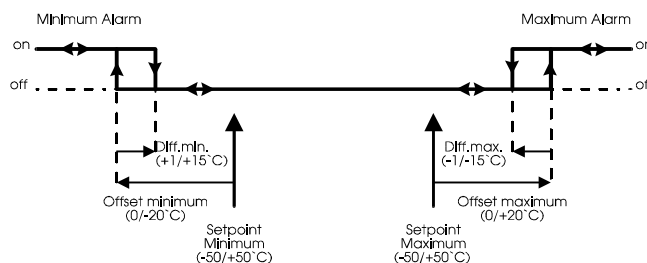 Minimum Alarm
Maximum Alarm
on
on
off
of
Diff.min.
(+1/+15`C)
Diff.max.
(-1/-15`C)
Offset minimum
(0/-20`C)
Offset maximum
(0/+20`C)
Setpoint
Minimum
(-50/+50`C)
Setpoint
Maximum
(-50/+50`C)